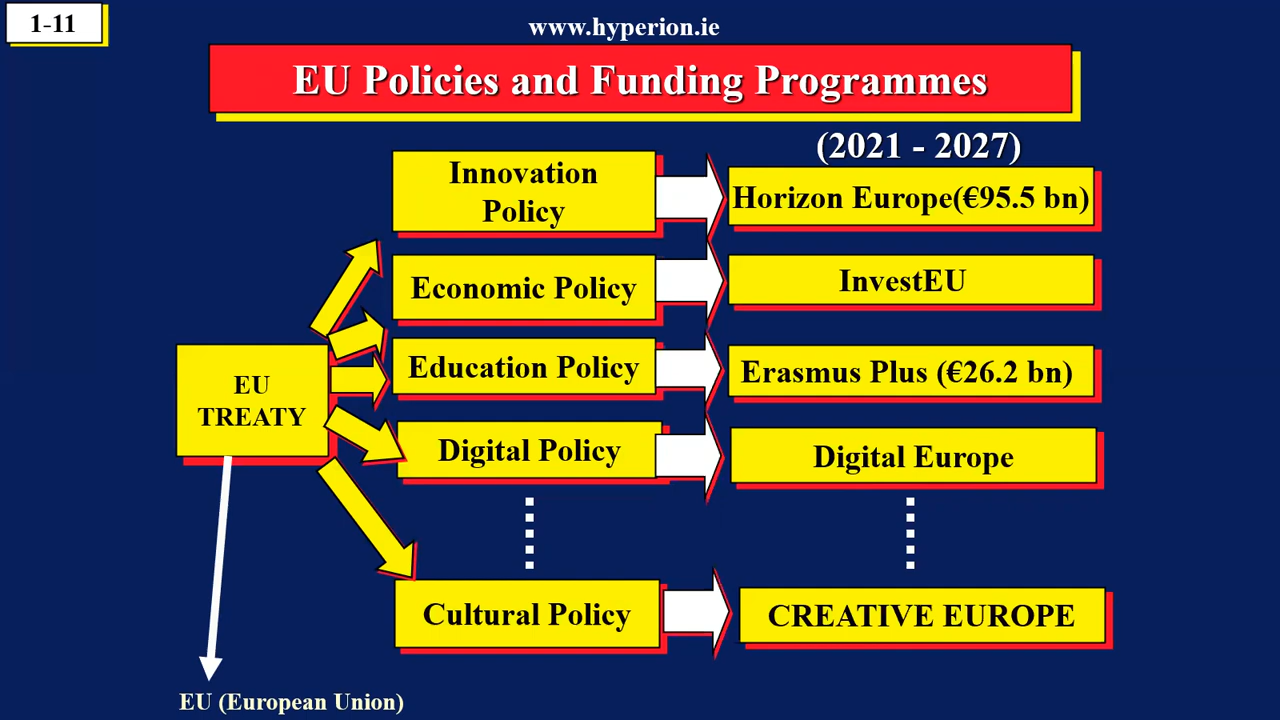 1-11
www.hyperion.ie
EU Policies and Funding Programmes
(2021 - 2027)
Innovation
Policy
Horizon Europe(€95.5 bn)
Economic Policy
InvestEU
Education Policy
Erasmus Plus (€26.2 bn)
EU
TREATY
Digital Policy
Digital Europe
Cultural Policy
CREATIVE EUROPE
EU (European Union)